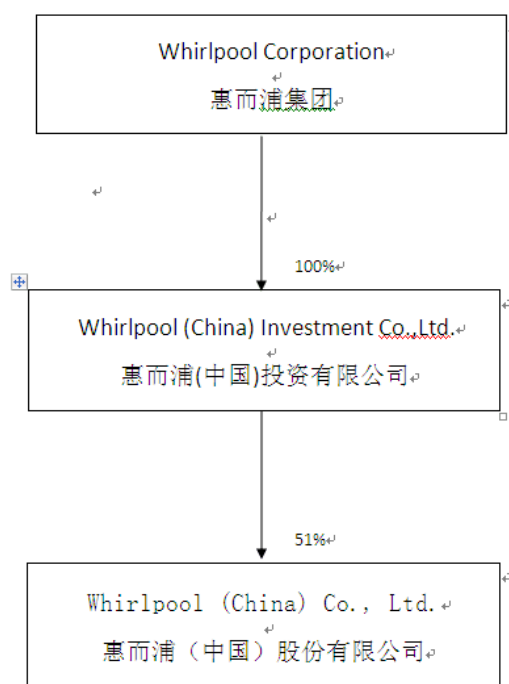 Whirlpool Corporation
惠而浦集团
100%
Whirlpool (China) Investment Co.,Ltd.
惠而浦(中国)投资有限公司
51%
Whirlpool (China) Co., Ltd.
惠而浦（中国）股份有限公司